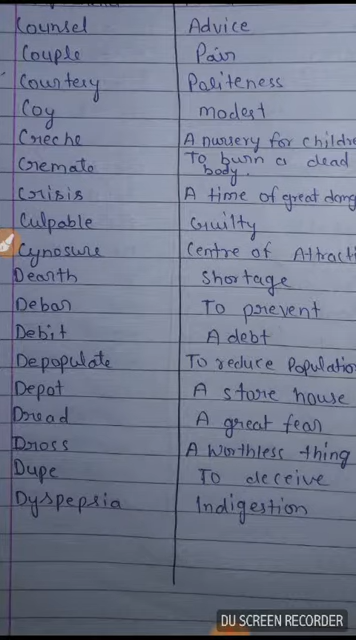 Counsel Advice
Couple Pair
Courtesy Politeness
Coy modest
Creche A nursery for childre
Cremate To burn a dead
body.
Crisis A time of great dang
Culpable Guilty
Cynosure Centre of Attracti
Dearth Shortage
Debar To prevent
Debit A debt
Depopulate To reduce Population
Depot A store house
Dread A great fear
Dross A worthless thing
Dupe To deceive
Dyspepsia Indigestion
DU SCREEN RECORDER